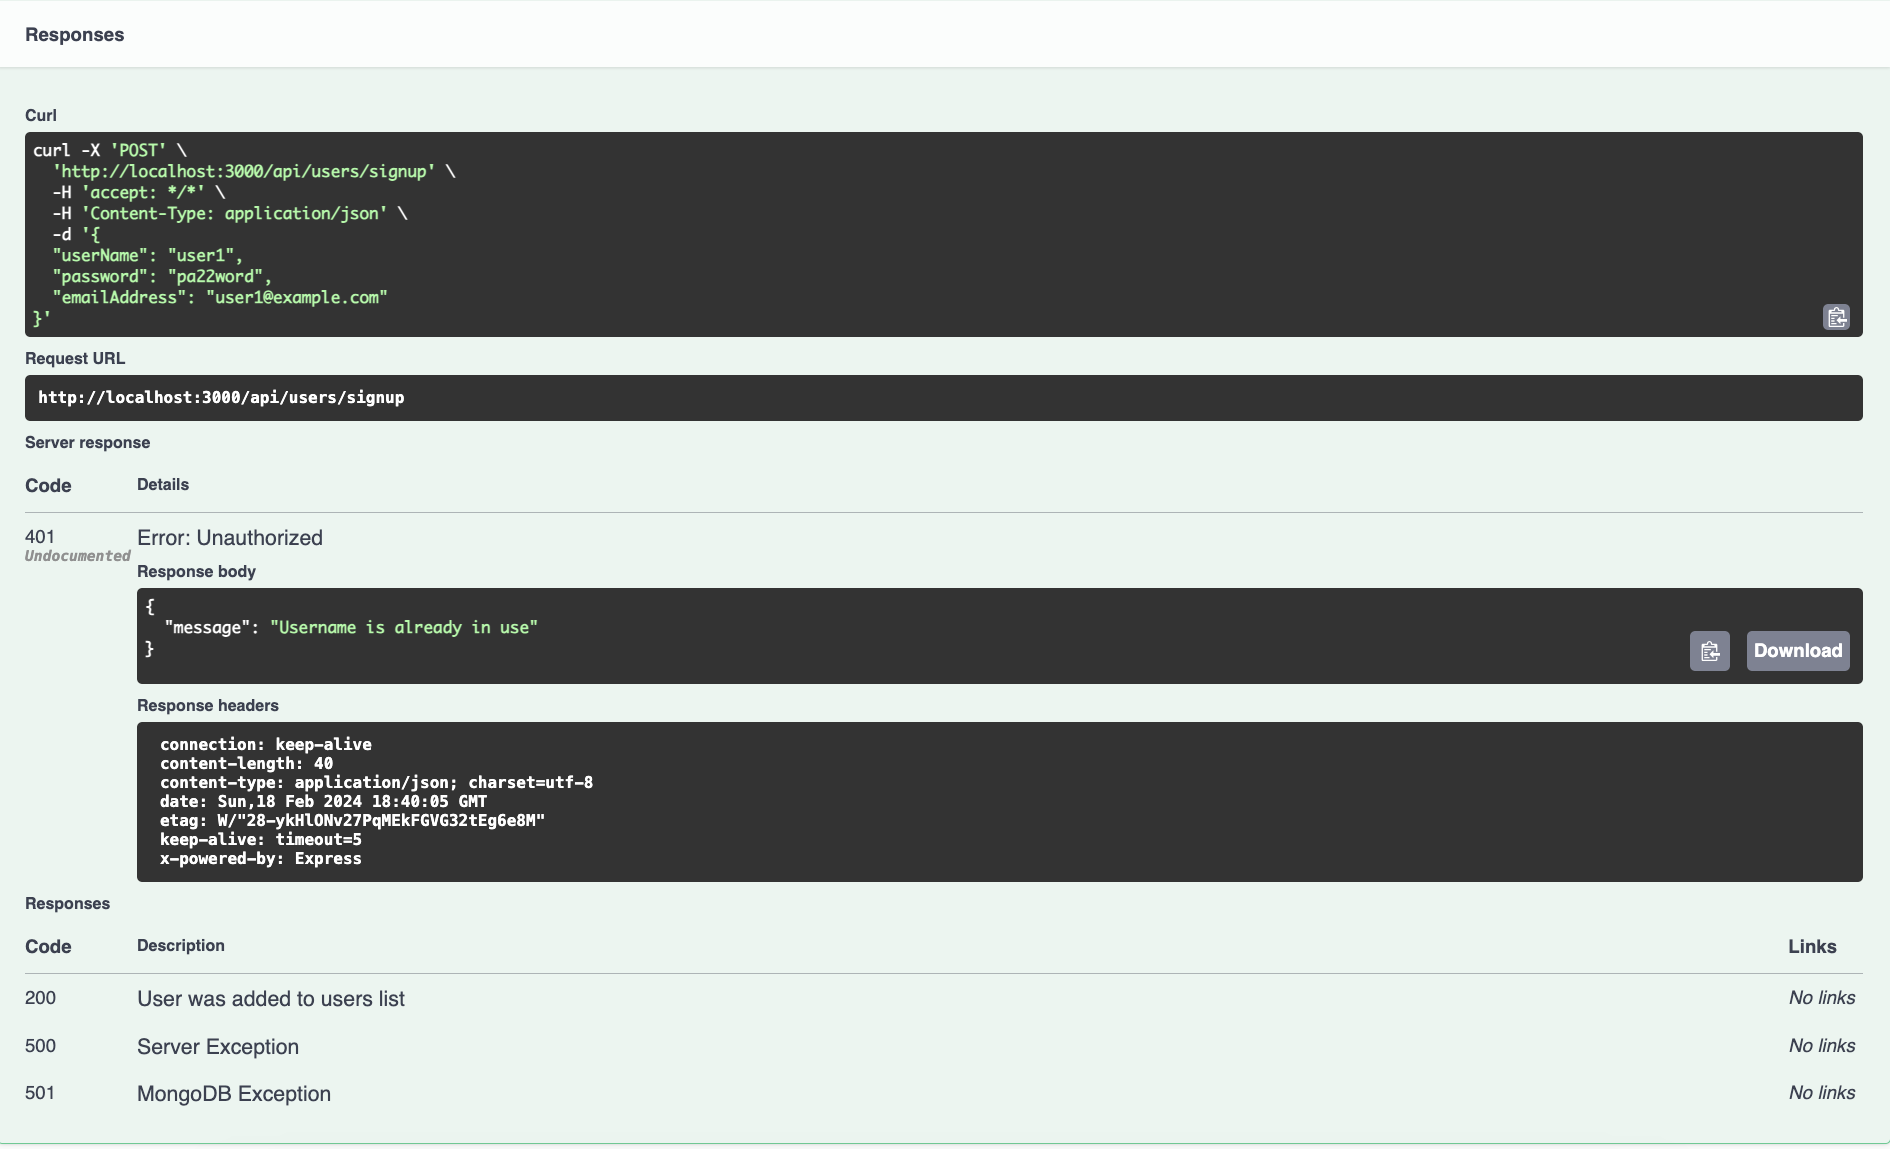 Responses
Curl
curl -X 'POST' \
  'http://localhost:3000/api/users/signup' \
  -H 'accept: */*' \
  -H 'Content-Type: application/json' \
  -d '{
  "userName": "user1",
  "password": "pa22word",
  "emailAddress": "user1@example.com"
}'
Request URL
http://localhost:3000/api/users/signup
Server response
Code Details
401 Error: Unauthorized
Undocumented
Response body
{
  "message": "Username is already in use"
}
Download
Response headers
connection: keep-alive
content-length: 40
content-type: application/json; charset=utf-8
date: Sun,18 Feb 2024 18:40:05 GMT
etag: W/"28-ykHlONv27PqMEkFGVG32tEg6e8M"
keep-alive: timeout=5
x-powered-by: Express
Responses
Code Description Links
200 User was added to users list No links
500 Server Exception No links
501 MongoDB Exception No links